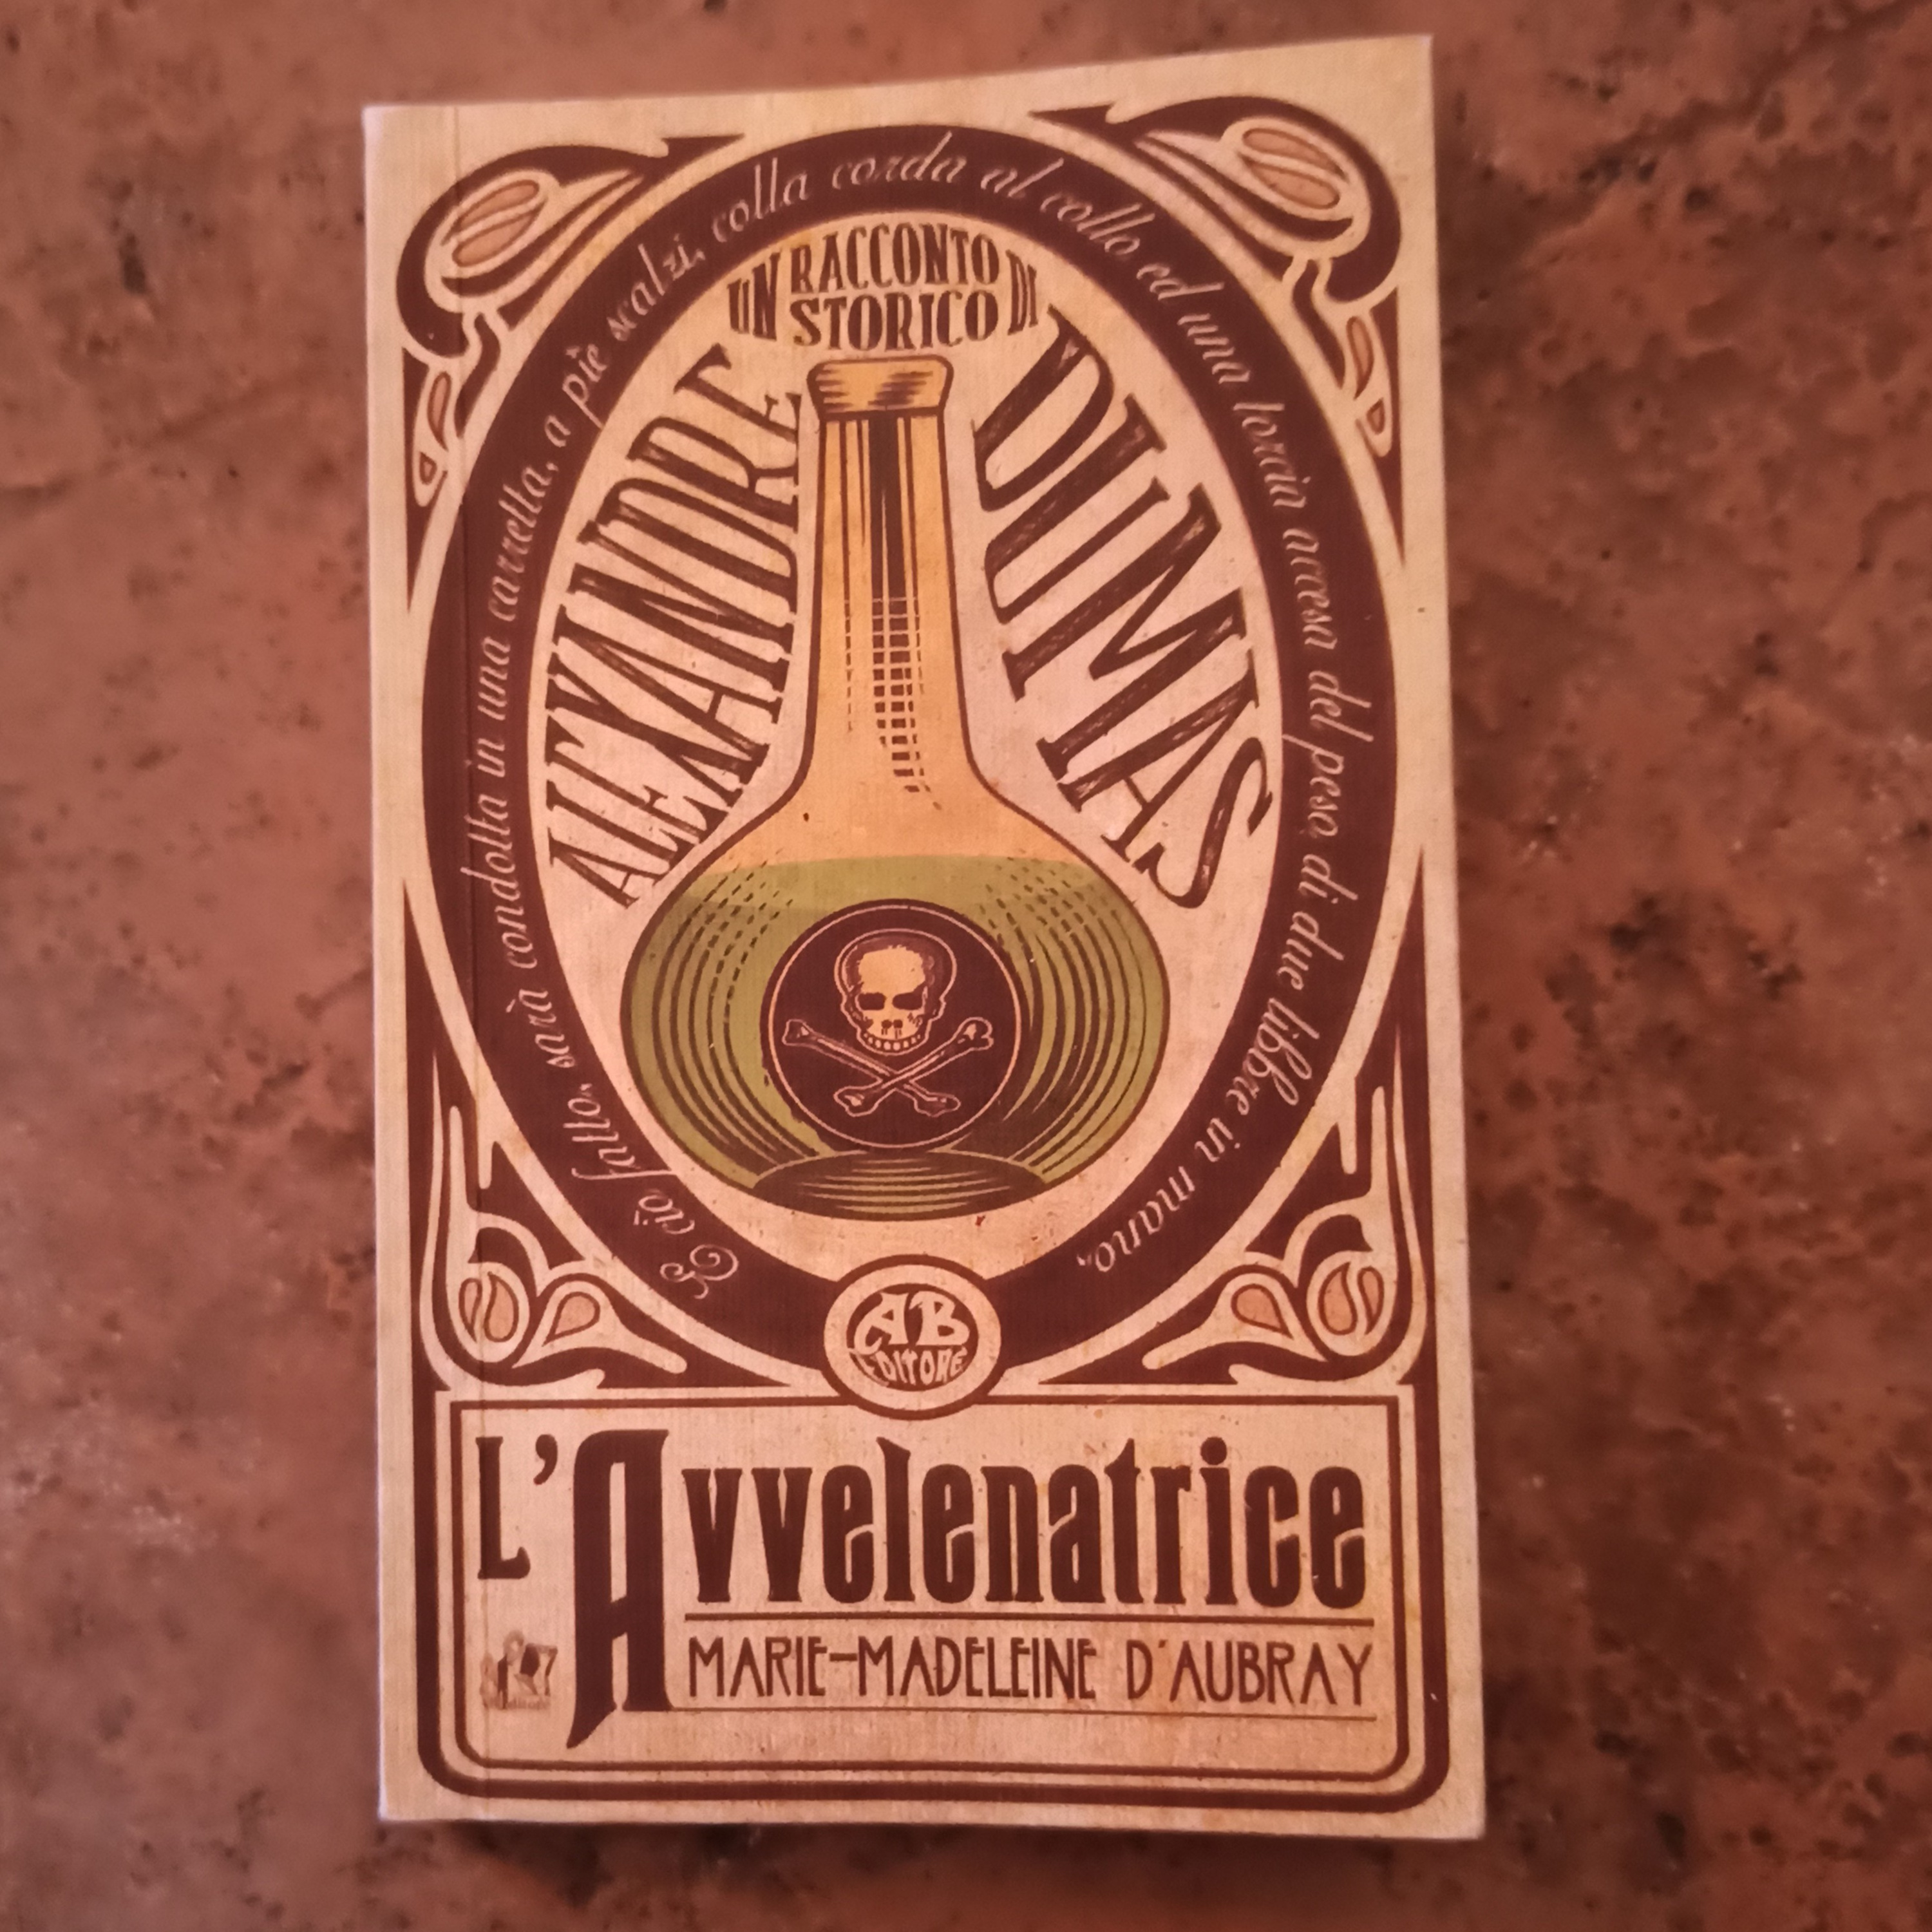 E ciò fatto, sarà condotta in una carretta, a piè scalzi, colla corda al collo ed una torcia accesa del peso di due libbre in mano,
UN RACCONTO STORICO DI
ALEXANDRE
DUMAS
AB
EDITORE
L'Avvelenatrice
MARIE-MADELEINE D'AUBRAY